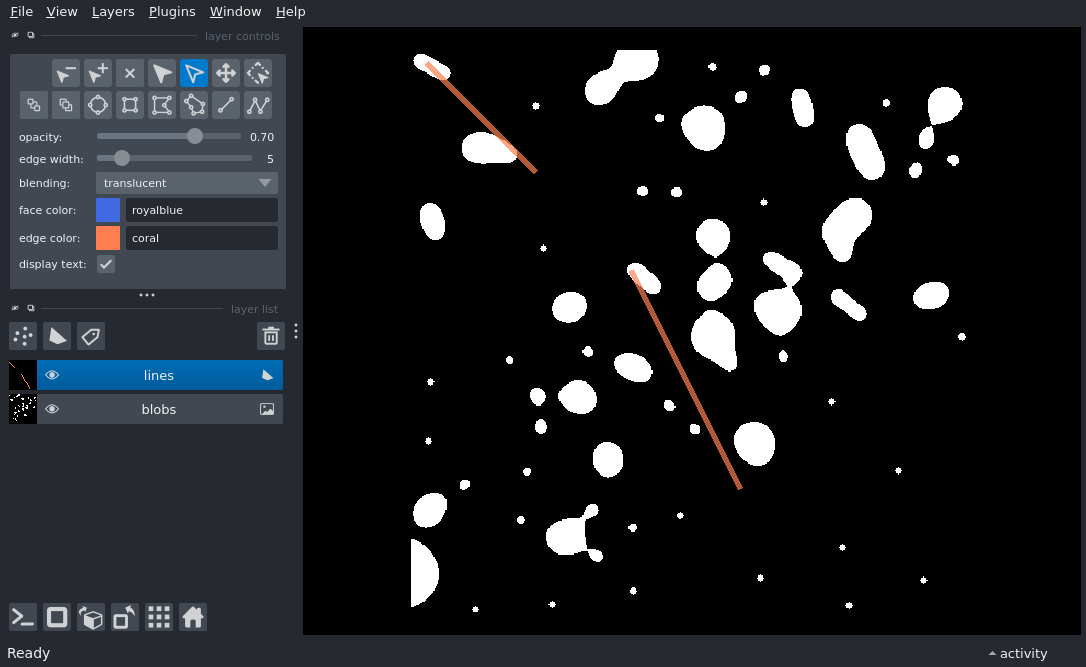 File View Layers Plugins Window Help
layer controls
opacity: 0.70
edge width: 5
blending: translucent
face color: royalblue
edge color: coral
display text:
layer list
lines
blobs
Ready
activity